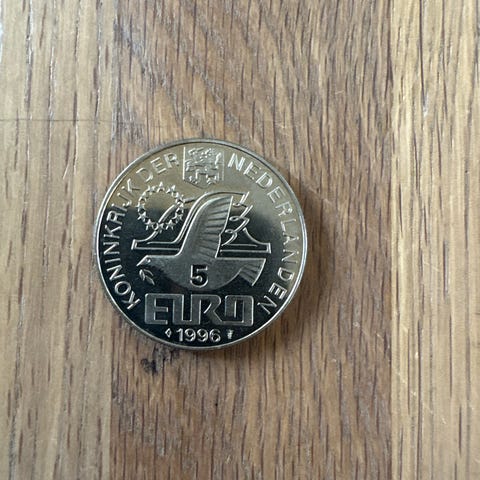 KONINKRIJK DER NEDERLANDEN
5
EURO
1996